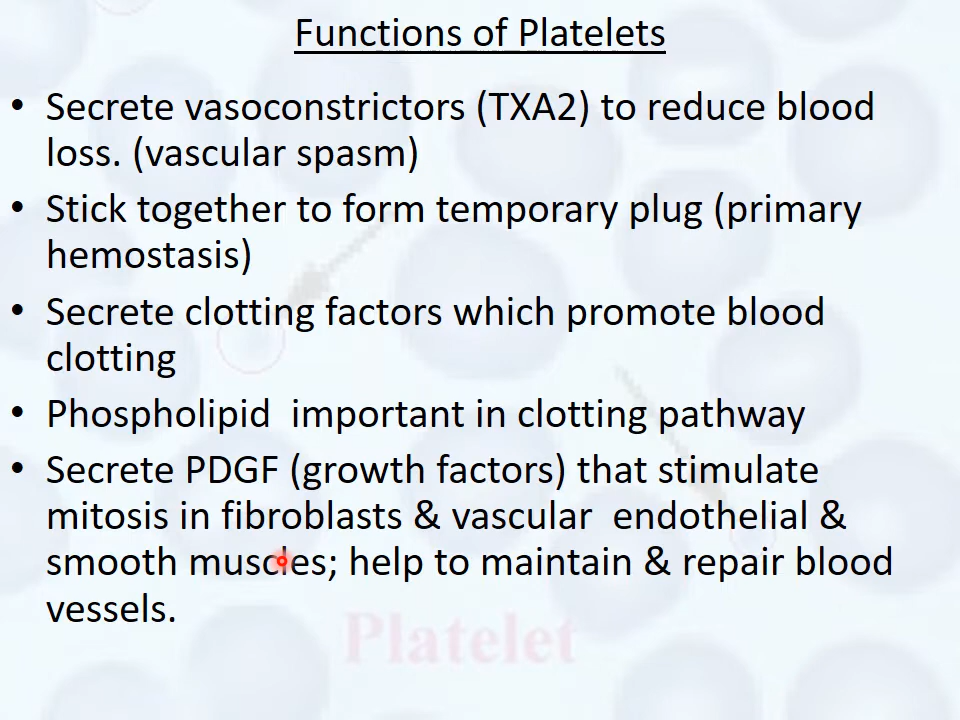 Functions of Platelets
• Secrete vasoconstrictors (TXA2) to reduce blood
loss. (vascular spasm)
• Stick together to form temporary plug (primary
hemostasis)
• Secrete clotting factors which promote blood
clotting
• Phospholipid  important in clotting pathway
• Secrete PDGF (growth factors) that stimulate
mitosis in fibroblasts & vascular  endothelial &
smooth muscles; help to maintain & repair blood
vessels.
Platelet